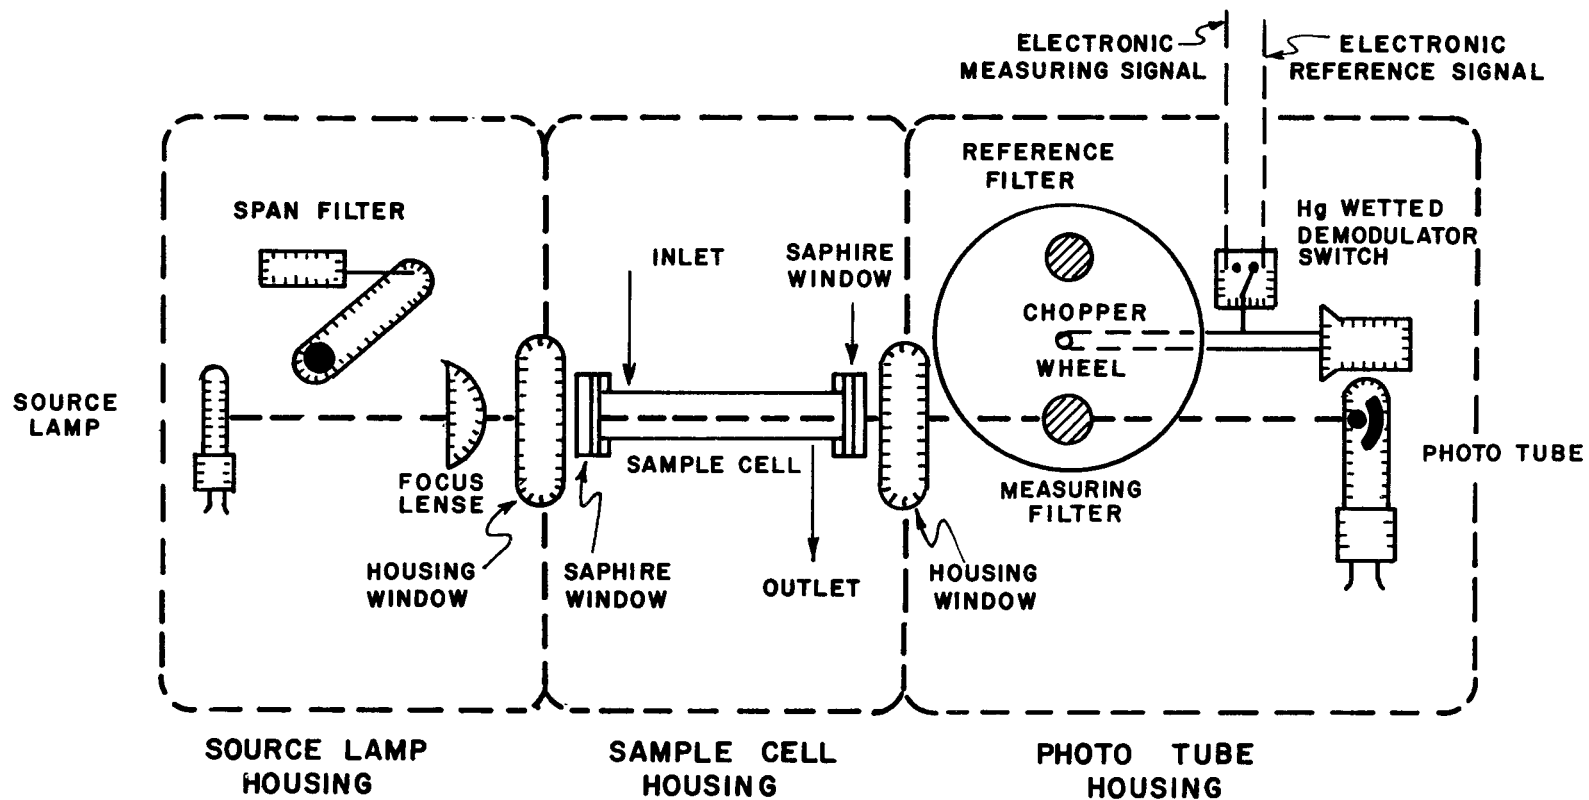 ELECTRONIC
MEASURING SIGNAL
ELECTRONIC
REFERENCE SIGNAL
REFERENCE
FILTER
SPAN FILTER
Hg WETTED
DEMODULATOR
SWITCH
INLET
SAPHIRE
WINDOW
CHOPPER
WHEEL
SOURCE
LAMP
FOCUS
LENSE
SAMPLE CELL
MEASURING
FILTER
PHOTO TUBE
HOUSING
WINDOW
SAPHIRE
WINDOW
OUTLET
HOUSING
WINDOW
SOURCE LAMP
HOUSING
SAMPLE CELL
HOUSING
PHOTO TUBE
HOUSING